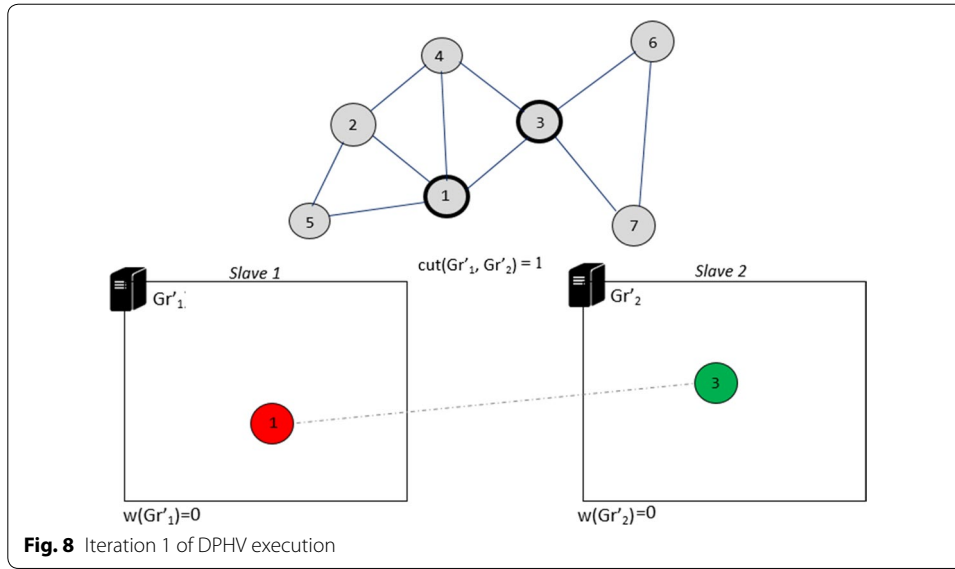 6
4
2
3
1
5
7
cut(Gr'₁, Gr'₂) = 1
Slave 1
Slave 2
Gr'₁
Gr'₂
3
1
w(Gr'₁)=0
w(Gr'₂)=0
Fig. 8 Iteration 1 of DPHV execution